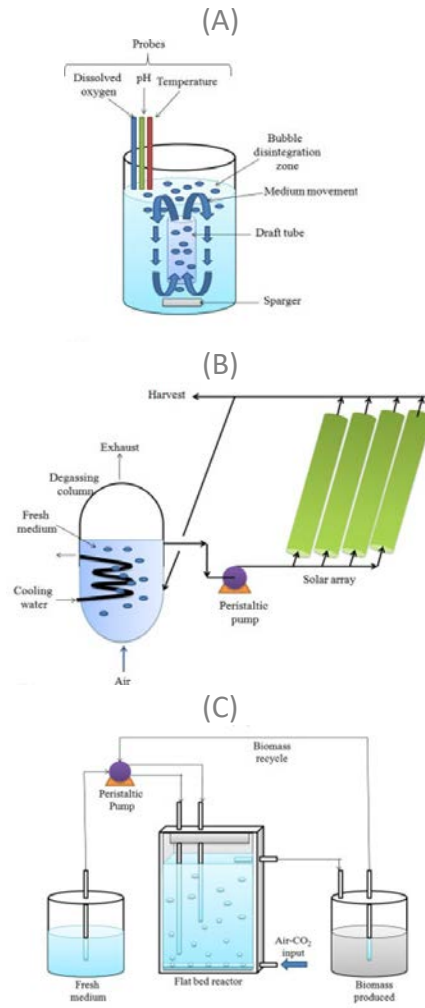 (A)
Probes
Dissolved
oxygen
pH
Temperature
Bubble
disintegration
zone
Medium movement
Draft tube
Sparger
(B)
Harvest
Exhaust
Degassing
column
Fresh
medium
Cooling
water
Air
Peristaltic
pump
Solar array
(C)
Biomass
recycle
Peristaltic
Pump
Air-CO₂
input
Fresh
medium
Flat bed reactor
Biomass
produced